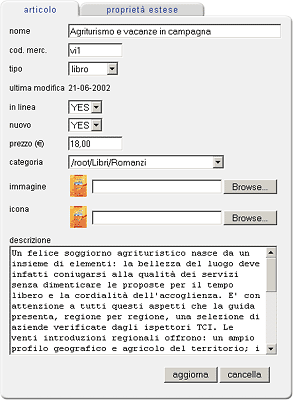 articolo proprietà estese
nome Agriturismo e vacanze in campagna
cod. merc. vi1
tipo libro
ultima modifica 21-06-2002
in linea YES
nuovo YES
prezzo (€) 18,00
categoria /root/Libri/Romanzi
immagine Browse...
icona Browse...
descrizione
Un felice soggiorno agrituristico nasce da un
insieme di elementi: la bellezza del luogo deve
infatti coniugarsi alla qualità dei servizi
senza dimenticare le proposte per il tempo
libero e la cordialità dell'accoglienza. E' con
attenzione a tutti questi aspetti che la guida
presenta, regione per regione, una selezione di
aziende verificate dagli ispettori TCI. Le
venti introduzioni regionali offrono: un ampio
profilo geografico e agricolo del territorio; i
aggiorna cancella